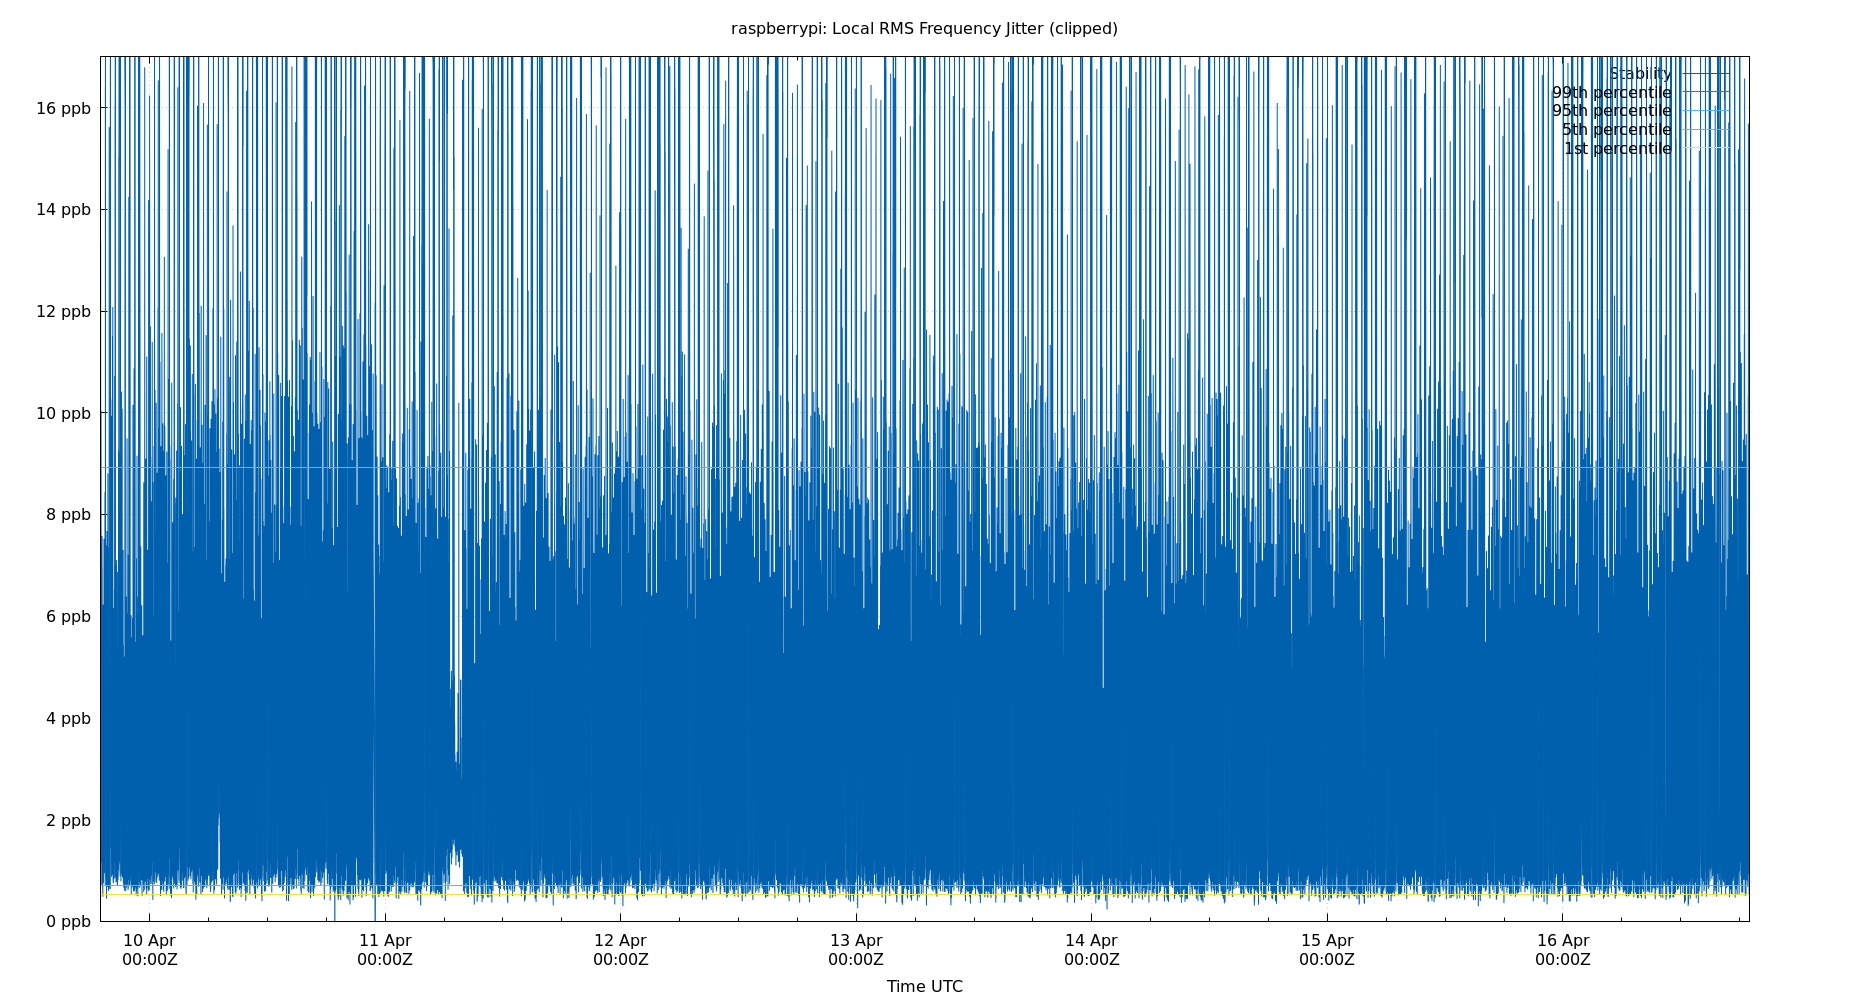 raspberrypi: Local RMS Frequency Jitter (clipped)
Stability
99th percentile
95th percentile
5th percentile
1st percentile
16 ppb
14 ppb
12 ppb
10 ppb
8 ppb
6 ppb
4 ppb
2 ppb
0 ppb
10 Apr 11 Apr 12 Apr 13 Apr 14 Apr 15 Apr 16 Apr
00:00Z 00:00Z 00:00Z 00:00Z 00:00Z 00:00Z 00:00Z
Time UTC